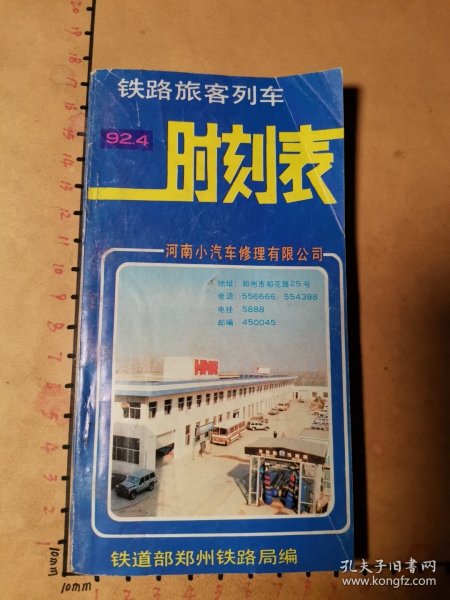 铁路旅客列车
92.4
时刻表
河南小汽车修理有限公司
地址：郑州市郑花路25号
电话：556666 554398
电挂：5888
邮编：450045
铁道部郑州铁路局编
10mm
10mm
孔夫子旧书网
www.kongfz.com